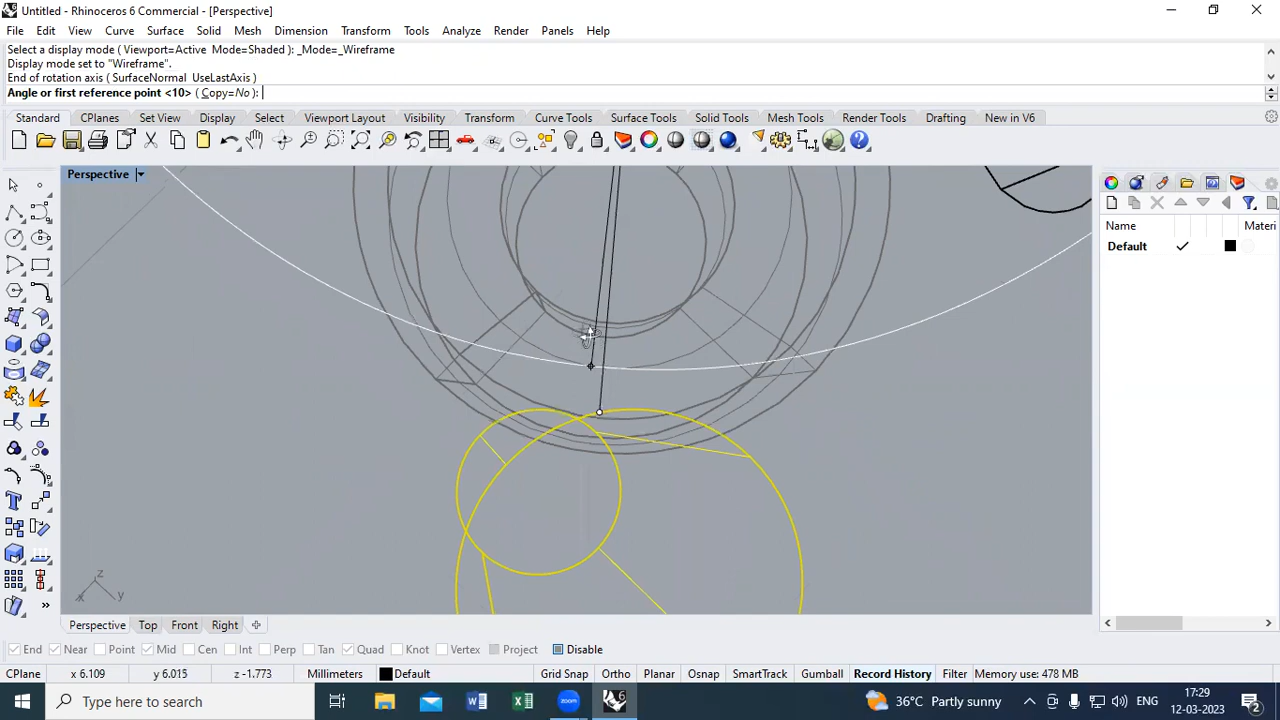 Untitled - Rhinoceros 6 Commercial - [Perspective]
File Edit View Curve Surface Solid Mesh Dimension Transform Tools Analyze Render Panels Help
Select a display mode ( Viewport=Active Mode=Shaded ): _Mode=_Wireframe
Display mode set to "Wireframe".
End of rotation axis ( SurfaceNormal UseLastAxis )
Angle or first reference point <10> ( Copy=No ):
Standard CPlanes Set View Display Select Viewport Layout Visibility Transform Curve Tools Surface Tools Solid Tools Mesh Tools Render Tools Drafting New in V6
Perspective
Name Materi
Default
z
x y
Perspective Top Front Right
End Near Point Mid Cen Int Perp Tan Quad Knot Vertex Project Disable
CPlane x 6.109 y 6.015 z -1.773 Millimeters Default Grid Snap Ortho Planar Osnap SmartTrack Gumball Record History Filter Memory use: 478 MB
Type here to search 36°C Partly sunny ENG 17:29
12-03-2023 2